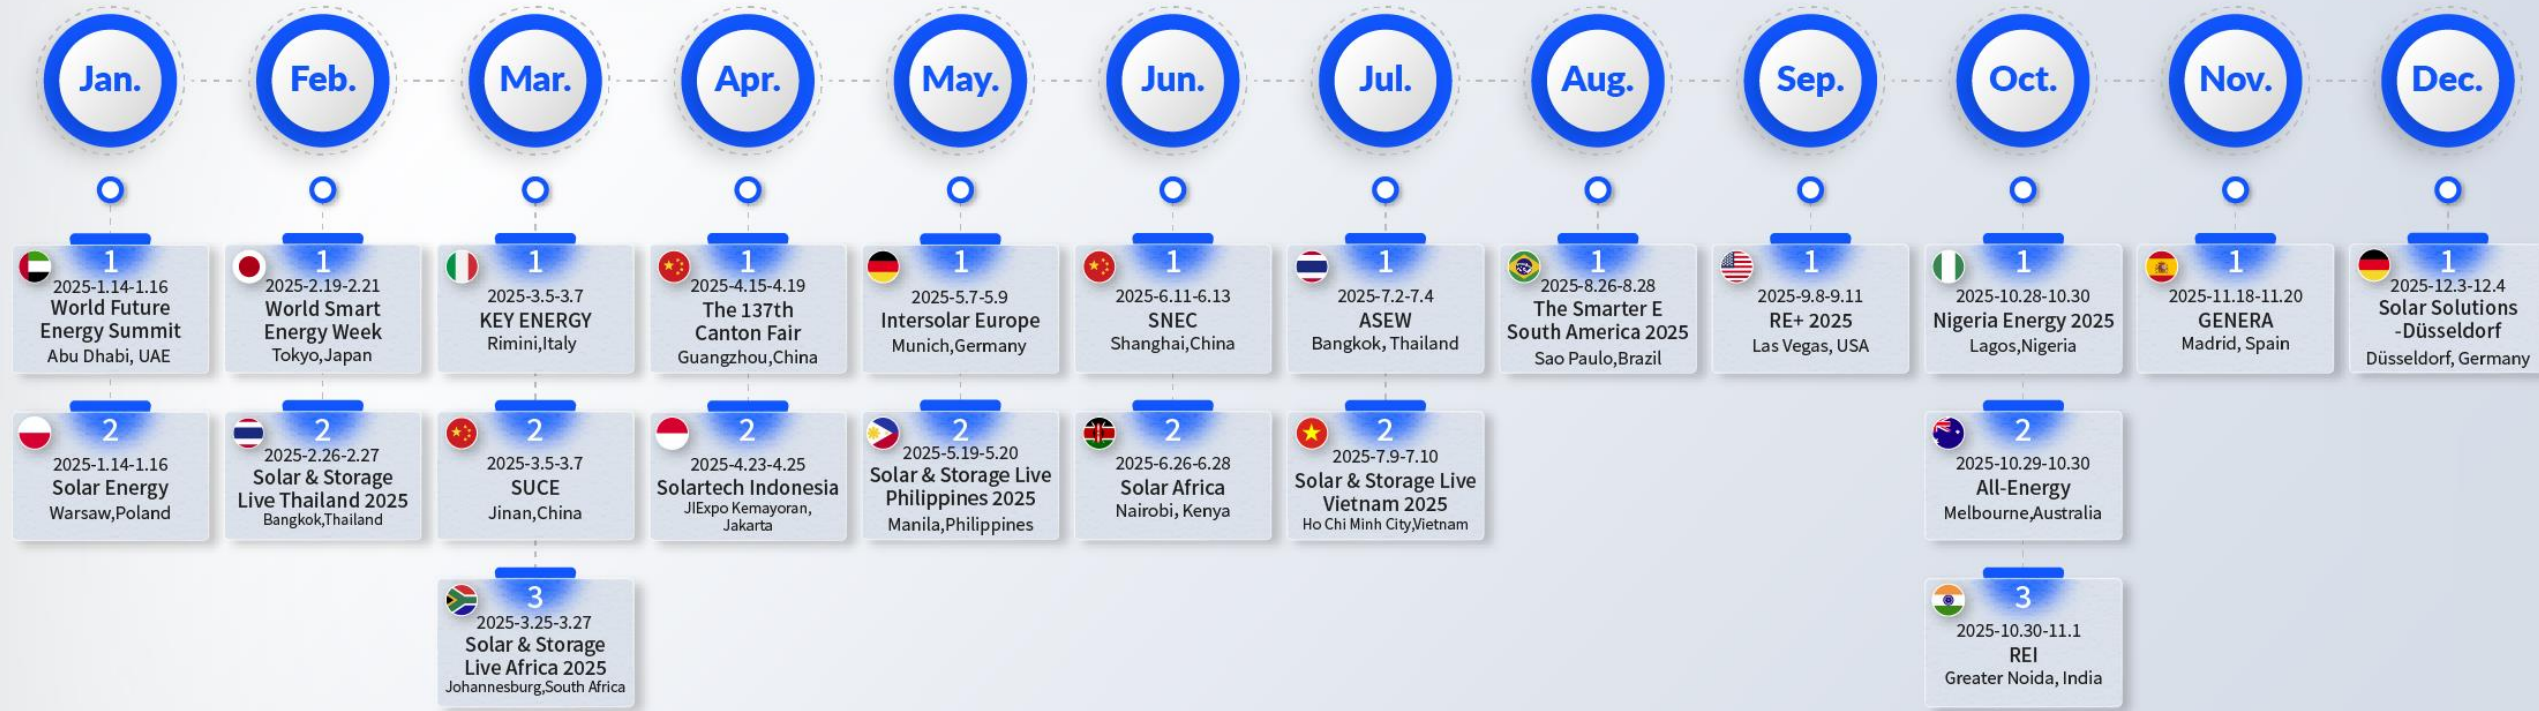 Jan.
Feb.
Mar.
Apr.
May.
Jun.
Jul.
Aug.
Sep.
Oct.
Nov.
Dec.
1
2025-1.14-1.16
World Future
Energy Summit
Abu Dhabi, UAE
2
2025-1.14-1.16
Solar Energy
Warsaw,Poland
1
2025-2.19-2.21
World Smart
Energy Week
Tokyo,Japan
2
2025-2.26-2.27
Solar & Storage
Live Thailand 2025
Bangkok,Thailand
1
2025-3.5-3.7
KEY ENERGY
Rimini,Italy
2
2025-3.5-3.7
SUCE
Jinan,China
3
2025-3.25-3.27
Solar & Storage
Live Africa 2025
Johannesburg,South Africa
1
2025-4.15-4.19
The 137th
Canton Fair
Guangzhou,China
2
2025-4.23-4.25
Solartech Indonesia
JIExpo Kemayoran,
Jakarta
1
2025-5.7-5.9
Intersolar Europe
Munich,Germany
2
2025-5.19-5.20
Solar & Storage Live
Philippines 2025
Manila,Philippines
1
2025-6.11-6.13
SNEC
Shanghai,China
2
2025-6.26-6.28
Solar Africa
Nairobi, Kenya
1
2025-7.2-7.4
ASEW
Bangkok, Thailand
2
2025-7.9-7.10
Solar & Storage Live
Vietnam 2025
Ho Chi Minh City,Vietnam
1
2025-8.26-8.28
The Smarter E
South America 2025
Sao Paulo,Brazil
1
2025-9.8-9.11
RE+ 2025
Las Vegas, USA
1
2025-10.28-10.30
Nigeria Energy 2025
Lagos,Nigeria
2
2025-10.29-10.30
All-Energy
Melbourne,Australia
3
2025-10.30-11.1
REI
Greater Noida, India
1
2025-11.18-11.20
GENERA
Madrid, Spain
1
2025-12.3-12.4
Solar Solutions
-Düsseldorf
Düsseldorf, Germany